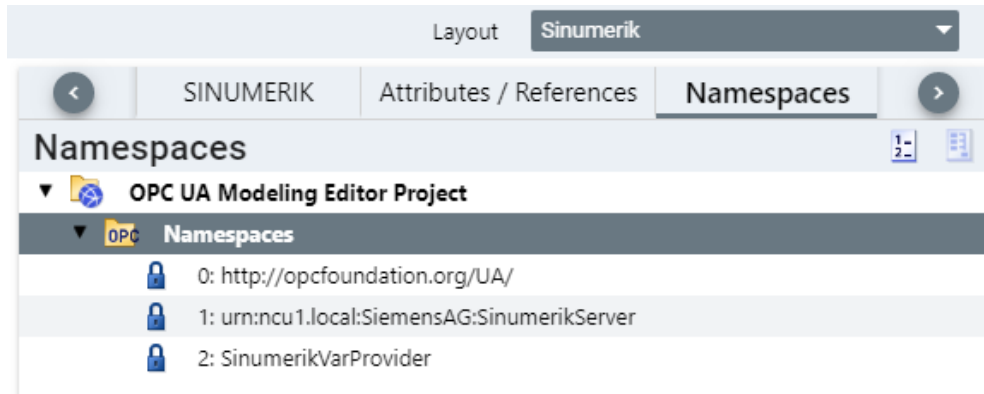 Layout Sinumerik
SINUMERIK Attributes / References Namespaces
Namespaces
OPC UA Modeling Editor Project
OPC Namespaces
0: http://opcfoundation.org/UA/
1: urn:ncu1.local:SiemensAG:SinumerikServer
2: SinumerikVarProvider